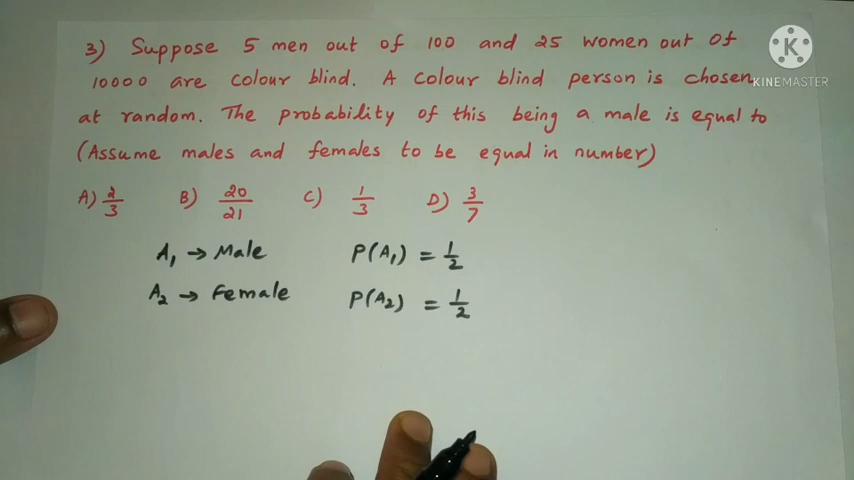 3) Suppose 5 men out of 100 and 25 women out of
10000 are colour blind. A colour blind person is chosen
at random. The probability of this being a male is equal to
(Assume males and females to be equal in number)
A) 2/3 B) 20/21 C) 1/3 D) 3/7
A₁ → Male P(A₁) = 1/2
A₂ → Female P(A₂) = 1/2
K
KINEMASTER